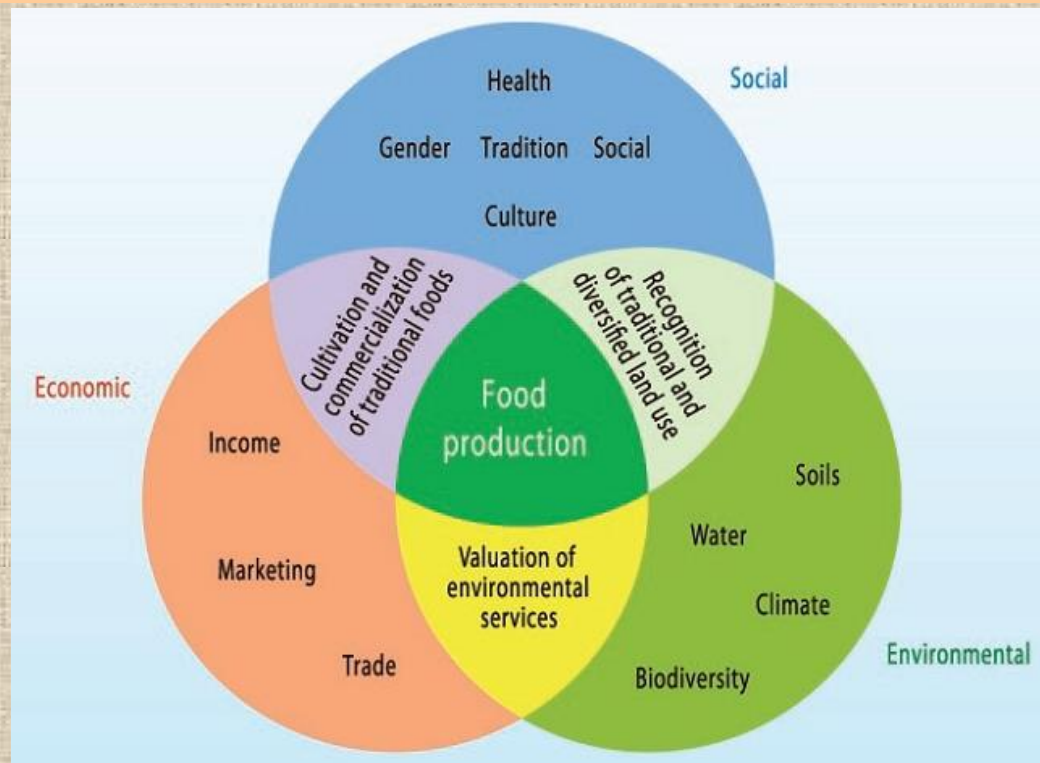 Health
Social
Gender Tradition Social
Culture
Cultivation and
commercialization
of traditional foods
Recognition
of traditional and
diversified land use
Economic
Food
production
Income
Soils
Water
Marketing
Valuation of
environmental
services
Climate
Trade
Biodiversity
Environmental